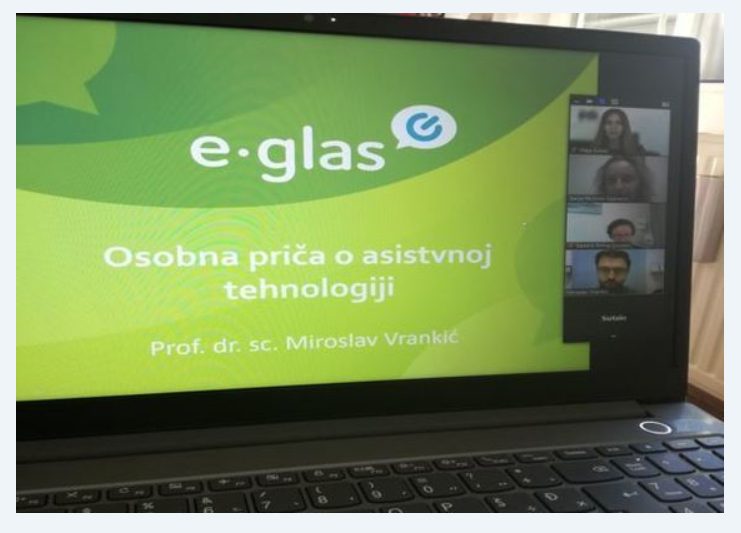 e·glas
Osobna priča o asistvnoj
tehnologiji
Prof. dr. sc. Miroslav Vrankić